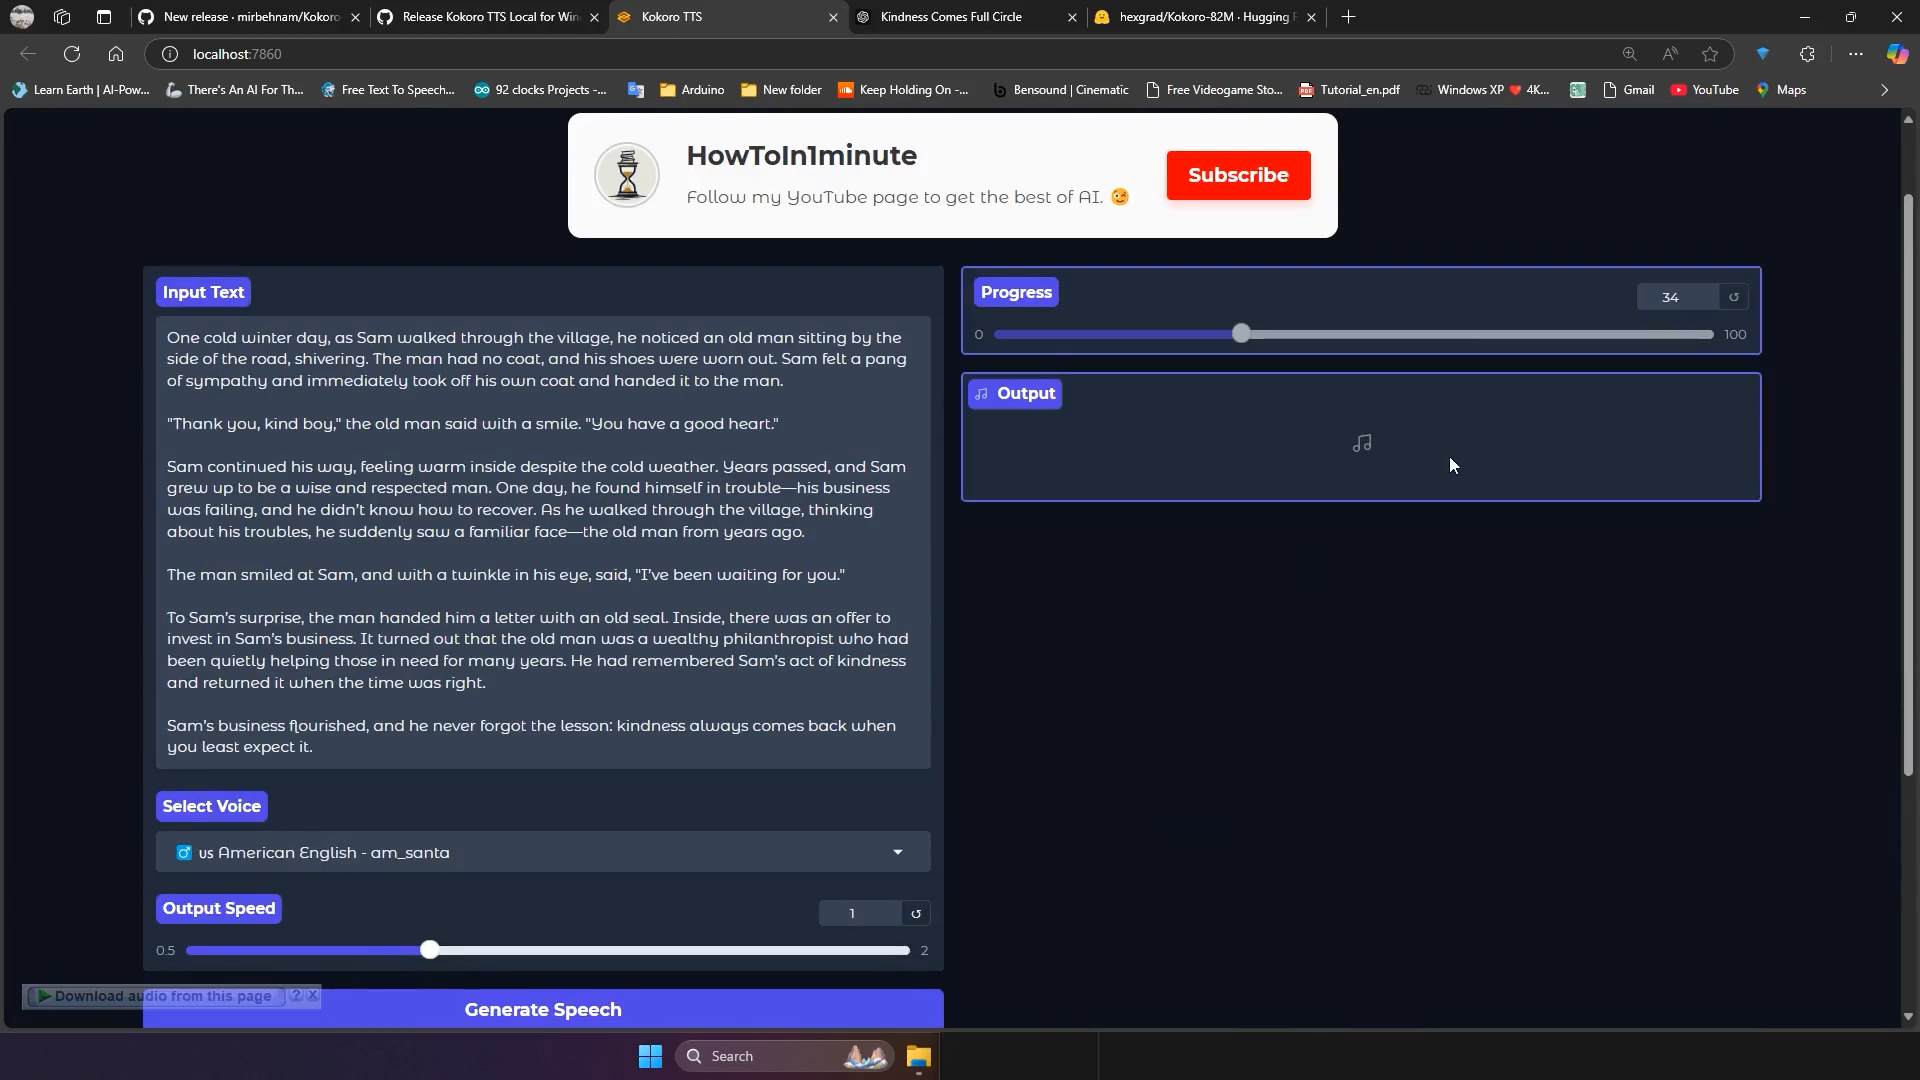 New release · mirbehnam/Kokoro
Release Kokoro TTS Local for Win
Kokoro TTS
Kindness Comes Full Circle
hexgrad/Kokoro-82M · Hugging F
localhost:7860
Learn Earth | AI-Pow...
There's An AI For Th...
Free Text To Speech...
92 clocks Projects -...
Arduino
New folder
Keep Holding On -...
Bensound | Cinematic
Free Videogame Sto...
Tutorial_en.pdf
Windows XP ❤️ 4K...
Gmail
YouTube
Maps
HowToIn1minute
Follow my YouTube page to get the best of AI. 😉
Subscribe
Input Text
One cold winter day, as Sam walked through the village, he noticed an old man sitting by the
side of the road, shivering. The man had no coat, and his shoes were worn out. Sam felt a pang
of sympathy and immediately took off his own coat and handed it to the man.
"Thank you, kind boy," the old man said with a smile. "You have a good heart."
Sam continued his way, feeling warm inside despite the cold weather. Years passed, and Sam
grew up to be a wise and respected man. One day, he found himself in trouble—his business
was failing, and he didn't know how to recover. As he walked through the village, thinking
about his troubles, he suddenly saw a familiar face—the old man from years ago.
The man smiled at Sam, and with a twinkle in his eye, said, "I've been waiting for you."
To Sam's surprise, the man handed him a letter with an old seal. Inside, there was an offer to
invest in Sam's business. It turned out that the old man was a wealthy philanthropist who had
been quietly helping those in need for many years. He had remembered Sam's act of kindness
and returned it when the time was right.
Sam's business flourished, and he never forgot the lesson: kindness always comes back when
you least expect it.
Select Voice
🚹 us American English - am_santa
Output Speed
1
0.5
2
Download audio from this page ? X
Generate Speech
Progress
34
0
100
Output
Search